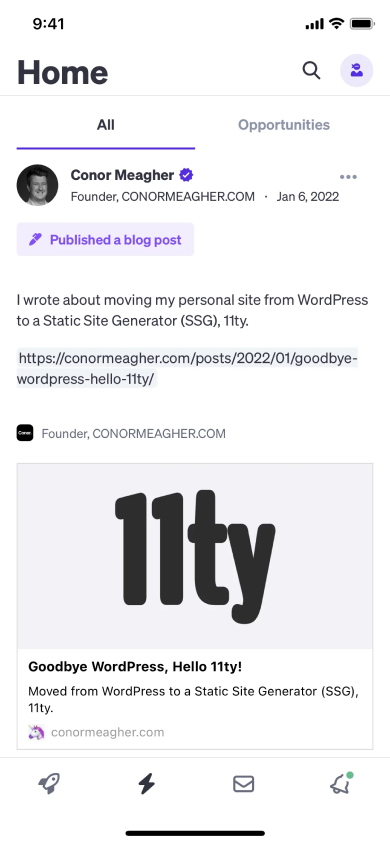 9:41
Home
All
Opportunities
Conor Meagher
Founder, CONORMEAGHER.COM · Jan 6, 2022
Published a blog post
I wrote about moving my personal site from WordPress
to a Static Site Generator (SSG), 11ty.
https://conormeagher.com/posts/2022/01/goodbye-
wordpress-hello-11ty/
Conor.
Founder, CONORMEAGHER.COM
11ty
Goodbye WordPress, Hello 11ty!
Moved from WordPress to a Static Site Generator (SSG),
11ty.
conormeagher.com